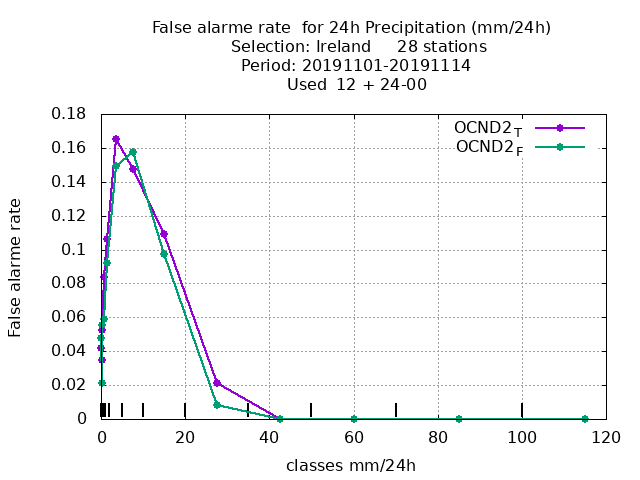 False alarme rate  for 24h Precipitation (mm/24h)
Selection: Ireland     28 stations
Period: 20191101-20191114
Used  12 + 24-00
OCND2_T
OCND2_F
False alarme rate
0.18
0.16
0.14
0.12
0.1
0.08
0.06
0.04
0.02
0
0 20 40 60 80 100 120
classes mm/24h